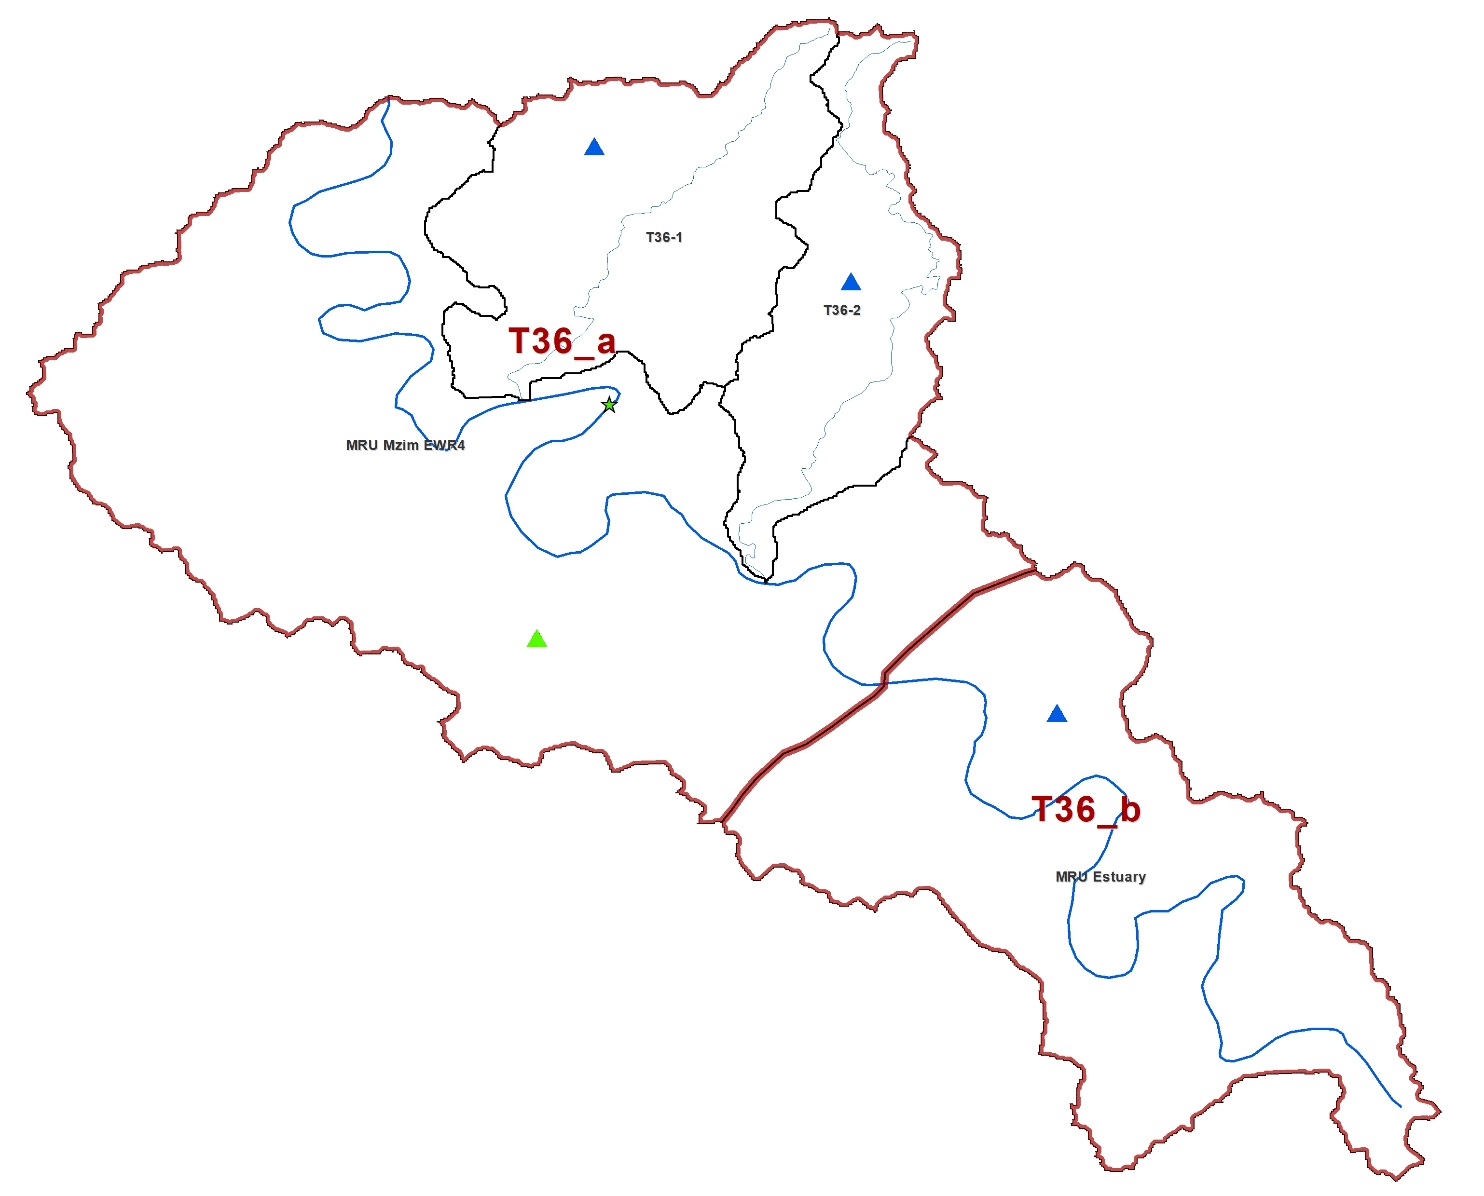 T36-1
T36-2
T36_a
MRU Mzim EWR4
T36_b
MRU Estuary